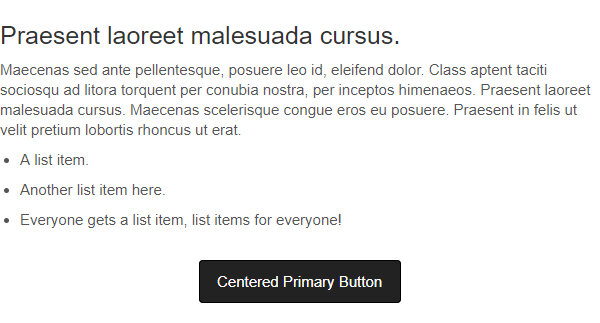 Praesent laoreet malesuada cursus.
Maecenas sed ante pellentesque, posuere leo id, eleifend dolor. Class aptent taciti
sociosqu ad litora torquent per conubia nostra, per inceptos himenaeos. Praesent laoreet
malesuada cursus. Maecenas scelerisque congue eros eu posuere. Praesent in felis ut
velit pretium lobortis rhoncus ut erat.
• A list item.
• Another list item here.
• Everyone gets a list item, list items for everyone!
Centered Primary Button